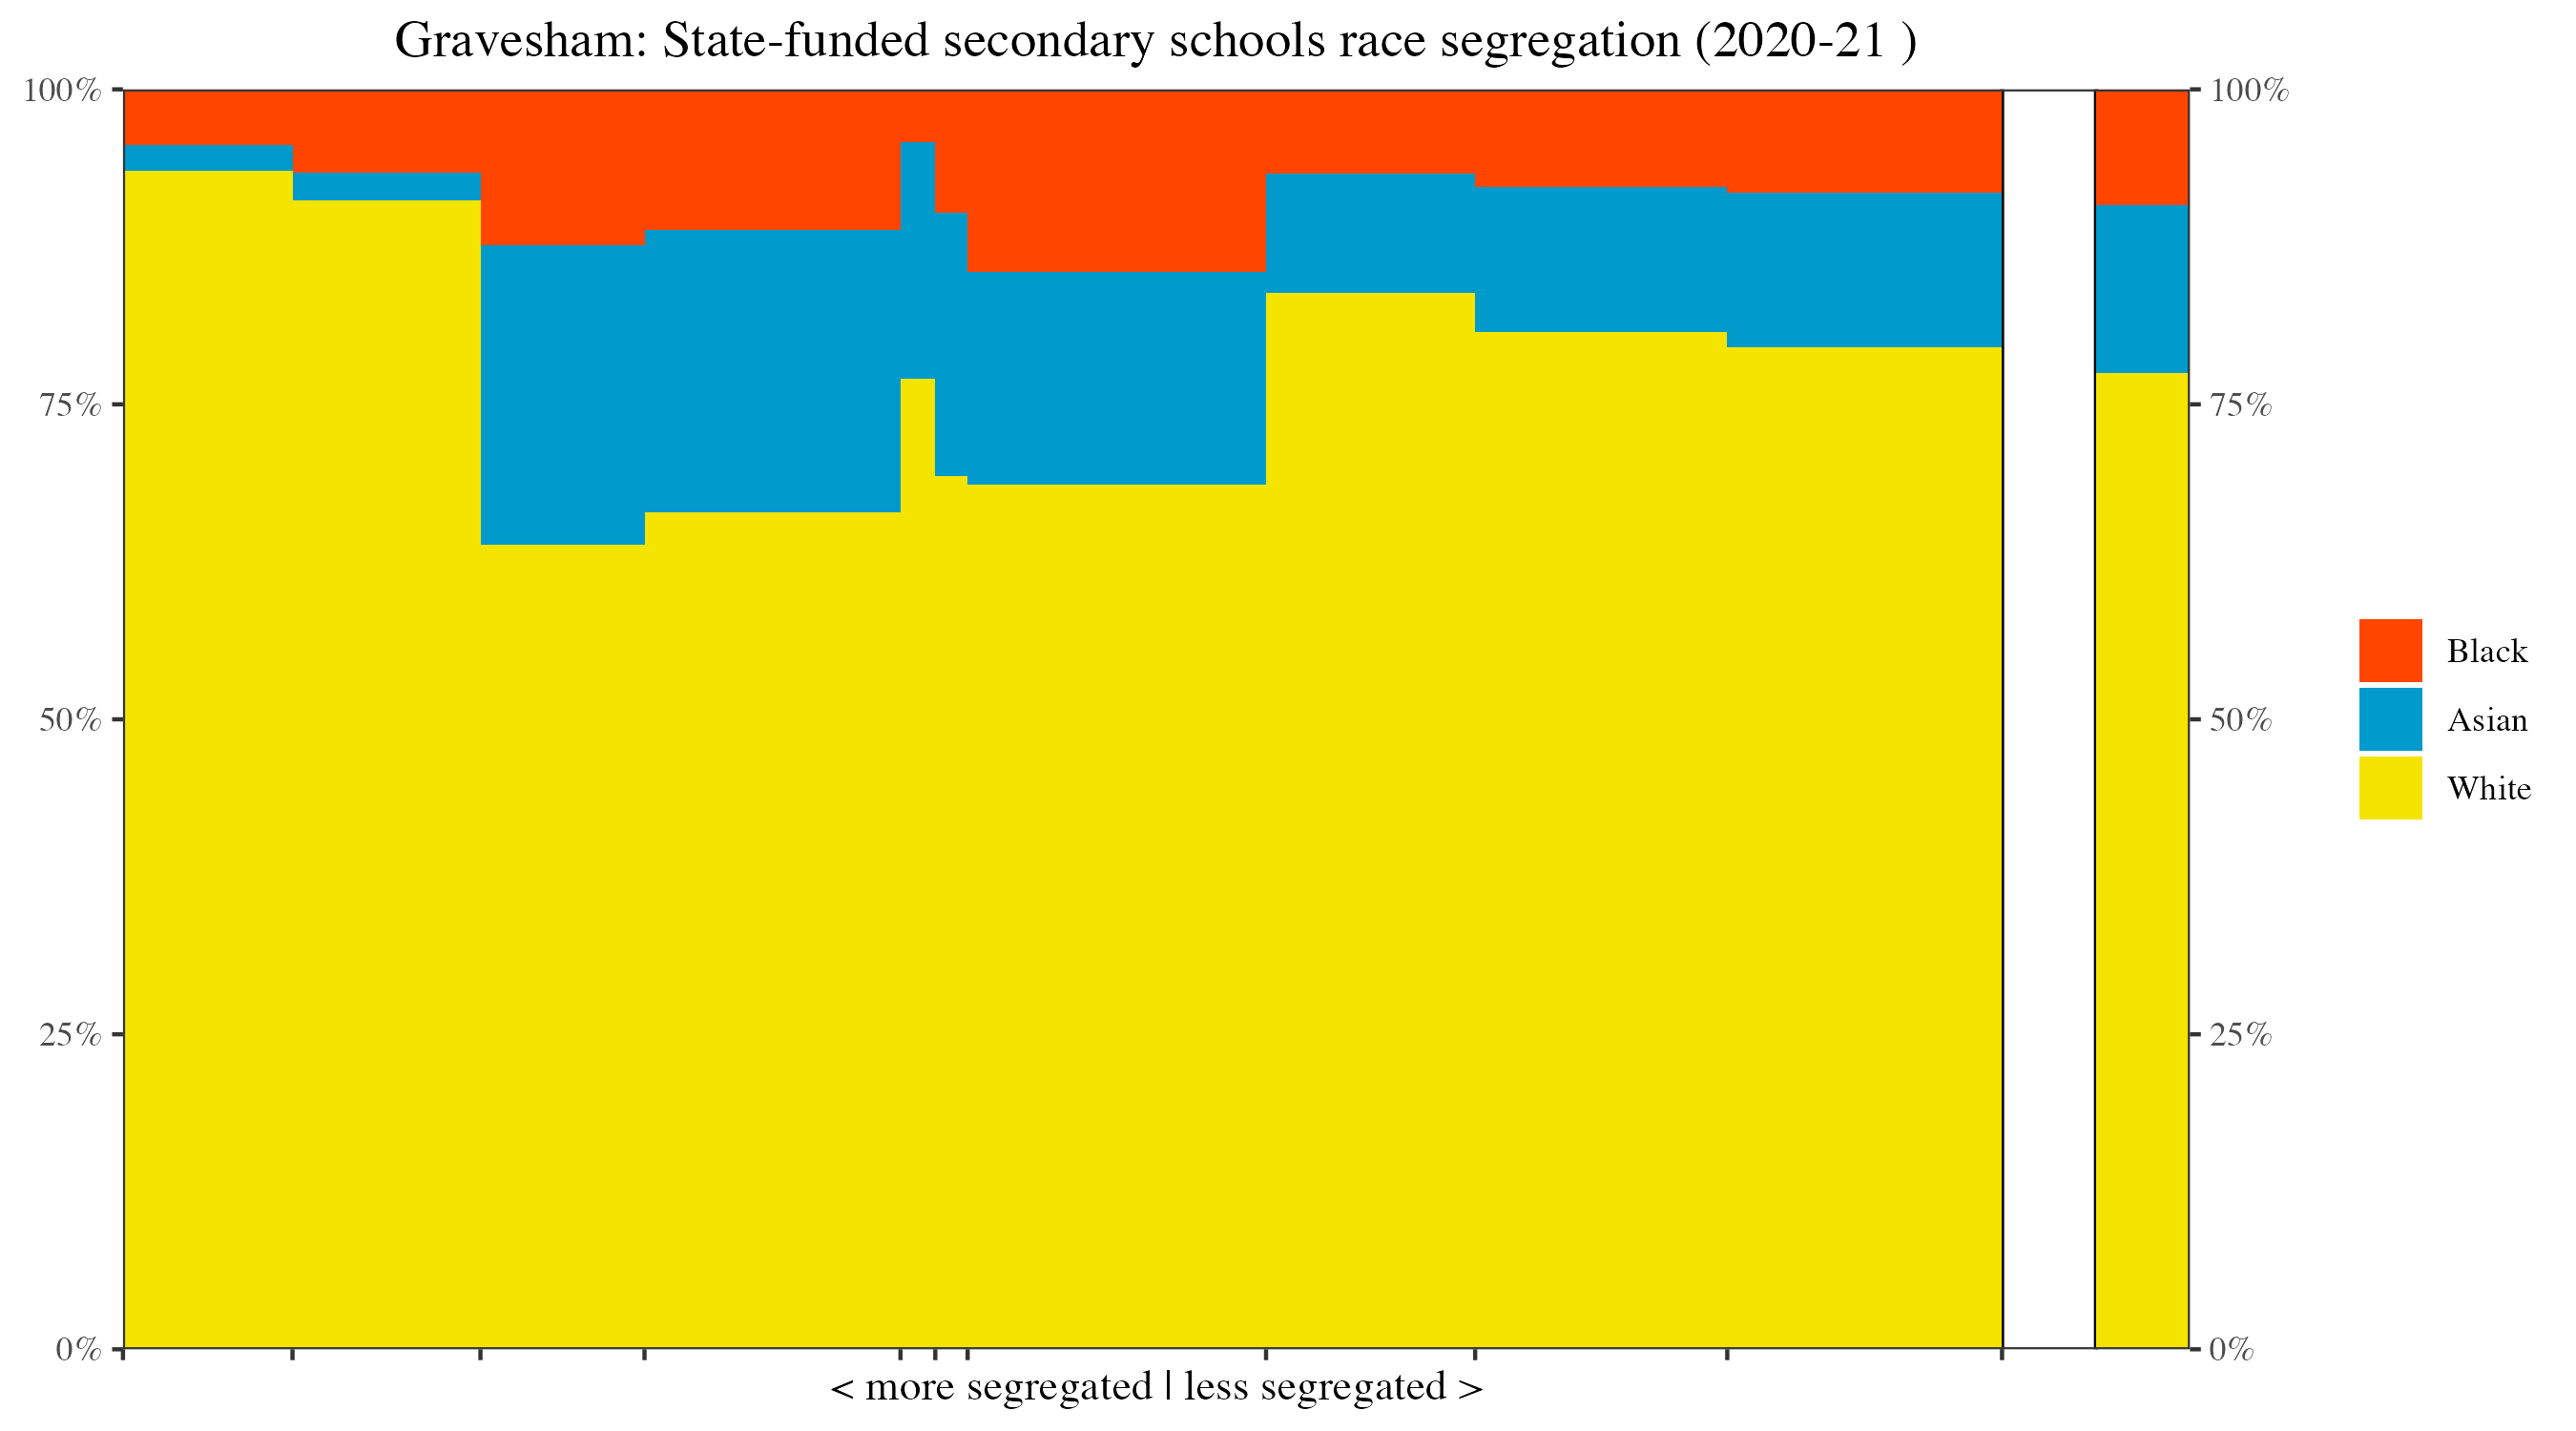 Gravesham: State-funded secondary schools race segregation (2020-21 )
100%
75%
50%
25%
0%
100%
75%
50%
25%
0%
Black
Asian
White
< more segregated | less segregated >